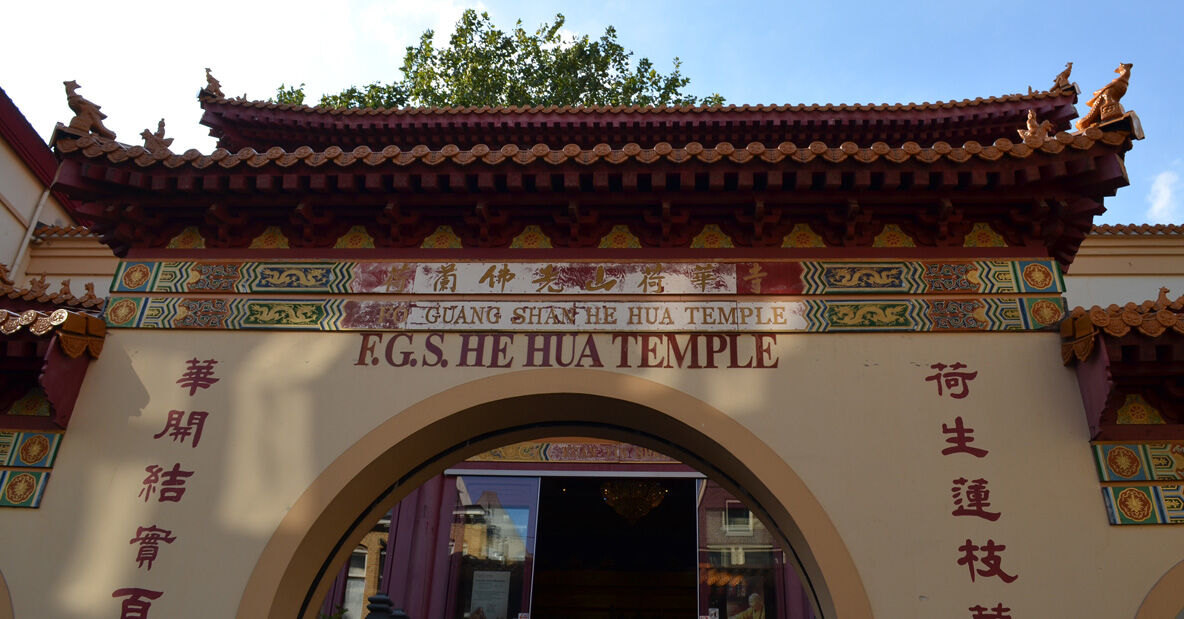 荷蘭佛光山荷華寺
FO GUANG SHAN HE HUA TEMPLE
F.G.S. HE HUA TEMPLE
荷生蓮枝
華開結實百